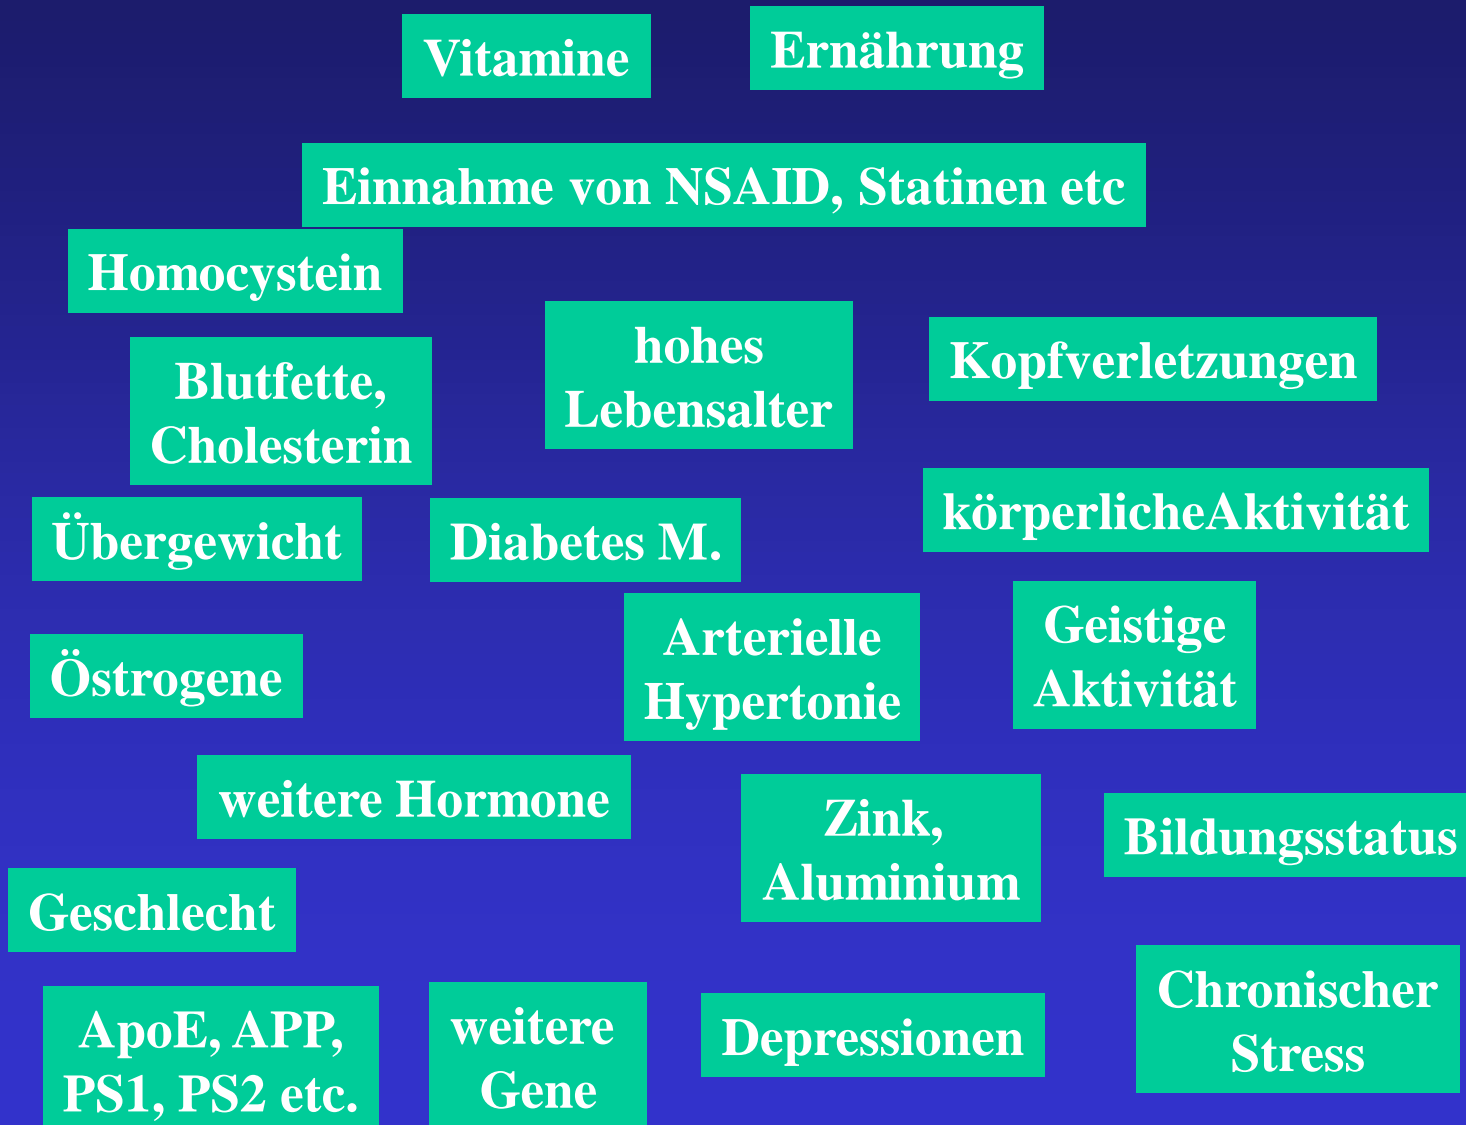 Vitamine
Ernährung
Einnahme von NSAID, Statinen etc
Homocystein
hohes
Lebensalter
Kopfverletzungen
Blutfette,
Cholesterin
körperlicheAktivität
Übergewicht
Diabetes M.
Arterielle
Hypertonie
Geistige
Aktivität
Östrogene
weitere Hormone
Zink,
Aluminium
Bildungsstatus
Geschlecht
Chronischer
Stress
ApoE, APP,
PS1, PS2 etc.
weitere
Gene
Depressionen